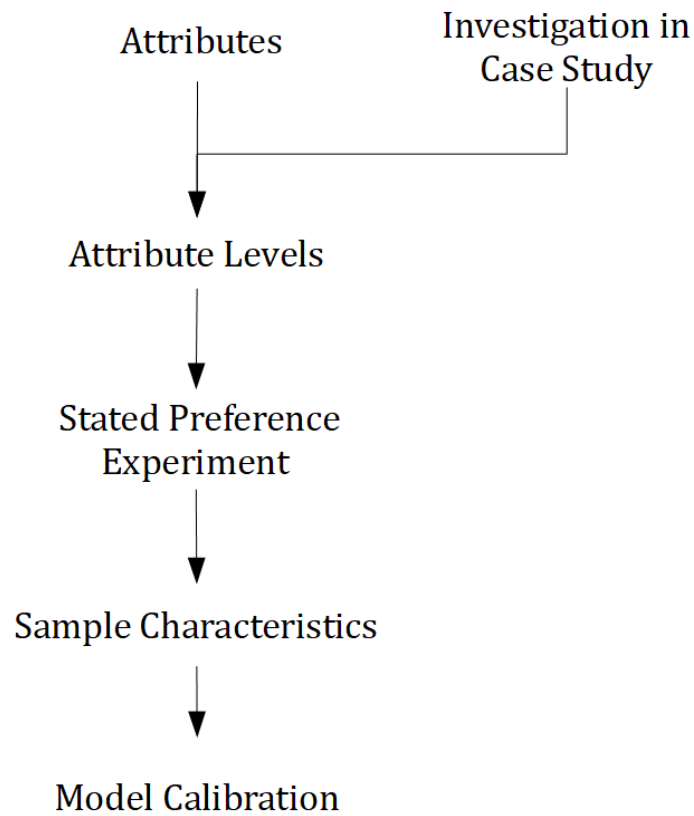 Attributes
Investigation in
Case Study
Attribute Levels
Stated Preference
Experiment
Sample Characteristics
Model Calibration